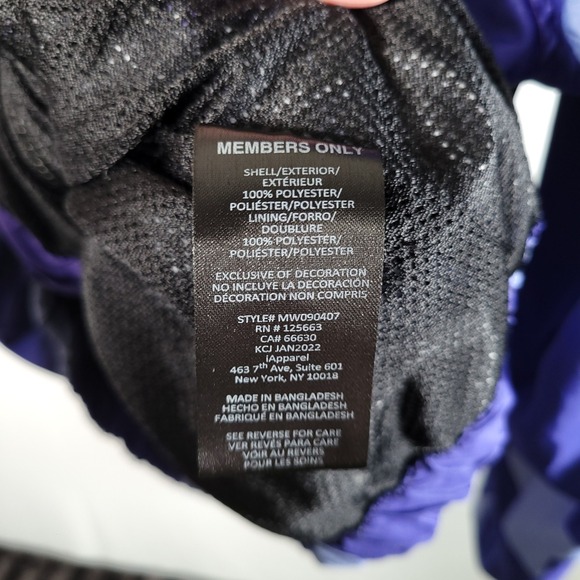 MEMBERS ONLY
SHELL/EXTERIOR/
EXTÉRIEUR
100% POLYESTER/
POLIÉSTER/POLYESTER
LINING/FORRO/
DOUBLURE
100% POLYESTER/
POLIÉSTER/POLYESTER
EXCLUSIVE OF DECORATION
NO INCLUYE LA DECORACIÓN
DÉCORATION NON COMPRIS
STYLE# MW090407
RN # 125663
CA# 66630
KCJ JAN2022
iApparel
463 7th Ave, Suite 601
New York, NY 10018
MADE IN BANGLADESH
HECHO EN BANGLADESH
FABRIQUÉ EN BANGLADESH
SEE REVERSE FOR CARE
VER REVÉS PARA CARE
VOIR AU REVERS
POUR LES SOINS